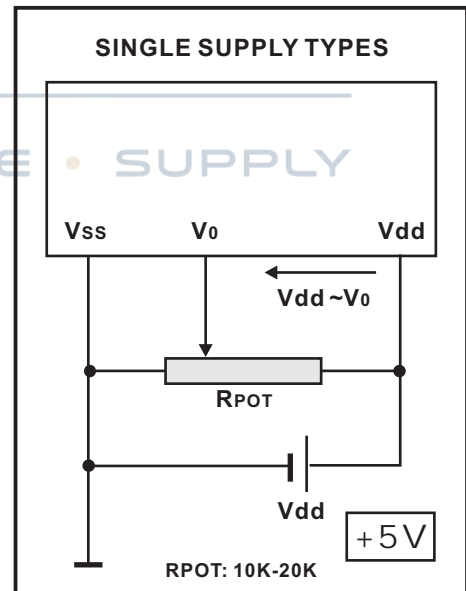 SINGLE SUPPLY TYPES
E • SUPPLY
Vss V0 Vdd
Vdd ~V0
RPOT
Vdd
+5V
RPOT: 10K-20K